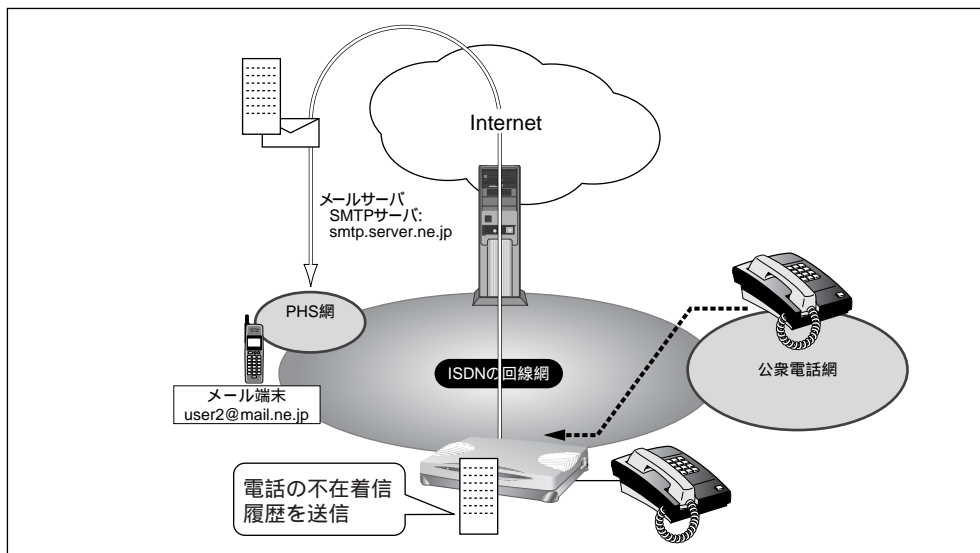 Internet
メールサーバ
SMTPサーバ:
smtp.server.ne.jp
PHS網
ISDNの回線網
公衆電話網
メール端末
user2@mail.ne.jp
電話の不在着信
履歴を送信